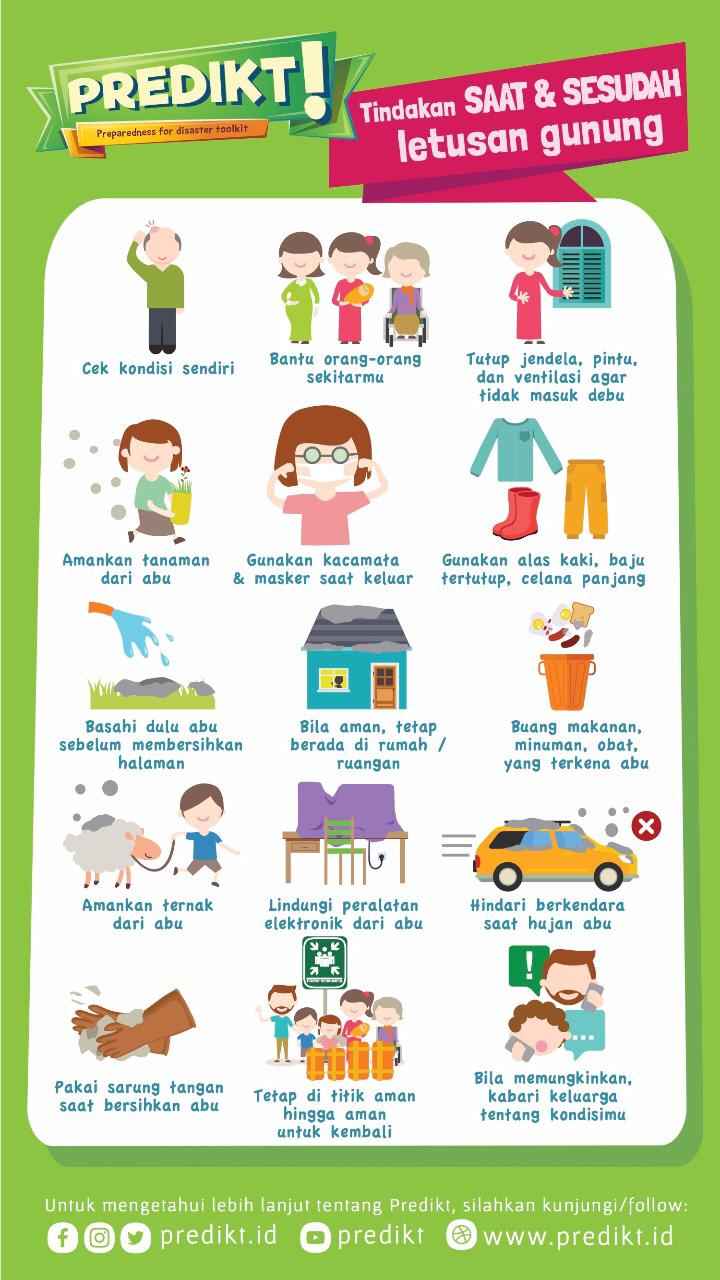 PREDIKT!
Preparedness for disaster toolkit
Tindakan SAAT & SESUDAH
letusan gunung
Cek kondisi sendiri
Bantu orang-orang
sekitarmu
Tutup jendela, pintu,
dan ventilasi agar
tidak masuk debu
Amankan tanaman
dari abu
Gunakan kacamata
& masker saat keluar
Gunakan alas kaki, baju
tertutup, celana panjang
Basahi dulu abu
sebelum membersihkan
halaman
Bila aman, tetap
berada di rumah /
ruangan
Buang makanan,
minuman, obat,
yang terkena abu
Amankan ternak
dari abu
Lindungi peralatan
elektronik dari abu
Hindari berkendara
saat hujan abu
Pakai sarung tangan
saat bersihkan abu
Tetap di titik aman
hingga aman
untuk kembali
!
Bila memungkinkan,
kabari keluarga
tentang kondisimu
Untuk mengetahui lebih lanjut tentang Predikt, silahkan kunjungi/follow:
predikt.id predikt www.predikt.id